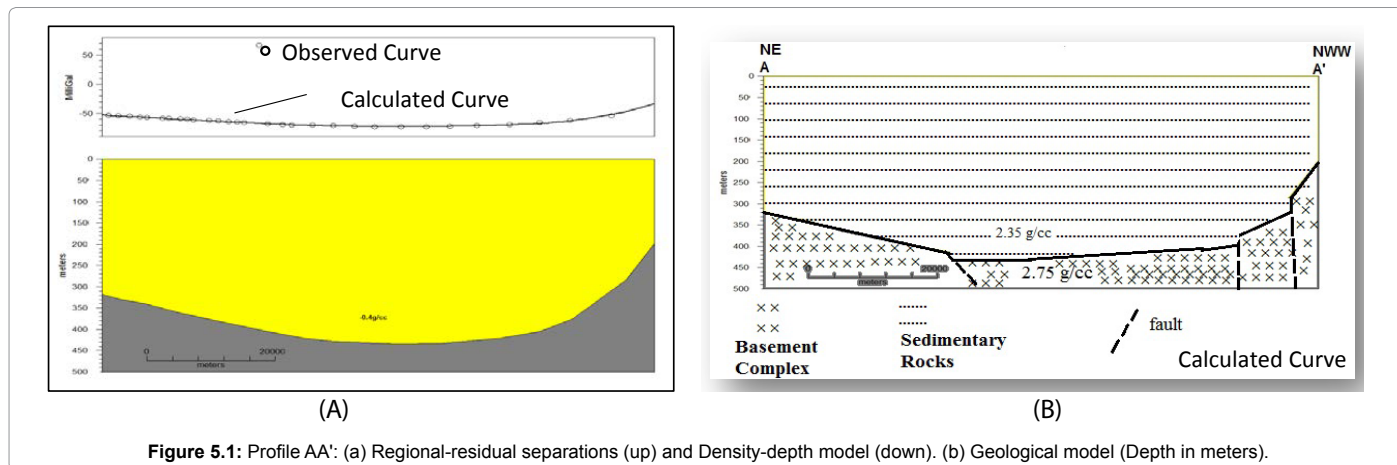 Observed Curve
Calculated Curve
MilliGal
50
0
-50
0
50
100
150
200
250
300
350
400
450
500
meters
-0.4g/cc
0 20000
meters
(A)
NE NWW
A A'
0
50
100
150
200
250
300
350
400
450
500
meters
2.35 g/cc
2.75 g/cc
0 20000
meters
Basement
Complex
Sedimentary
Rocks
fault
Calculated Curve
(B)
Figure 5.1: Profile AA': (a) Regional-residual separations (up) and Density-depth model (down). (b) Geological model (Depth in meters).